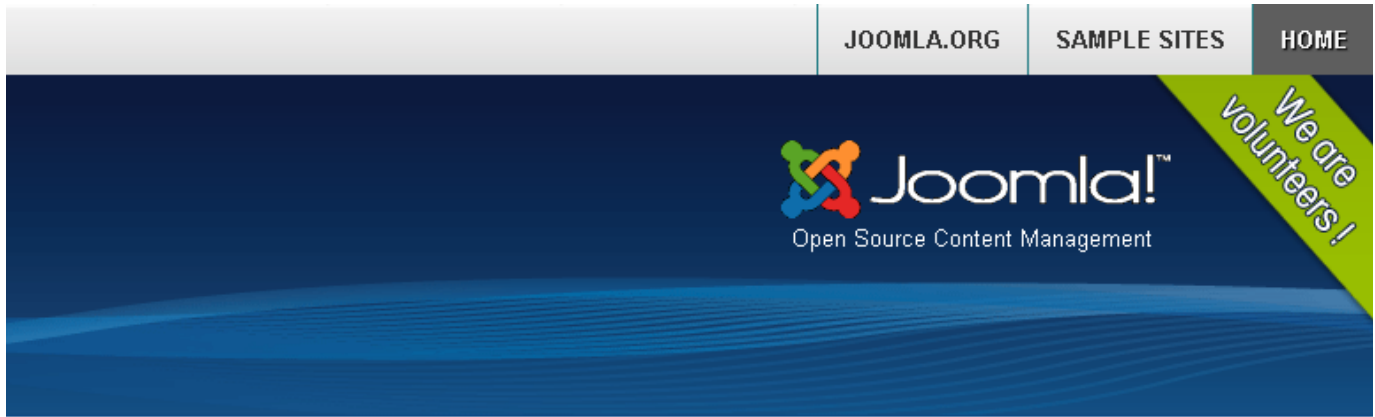 JOOMLA.ORG SAMPLE SITES HOME
We are
volunteers !
Joomla!™
Open Source Content Management